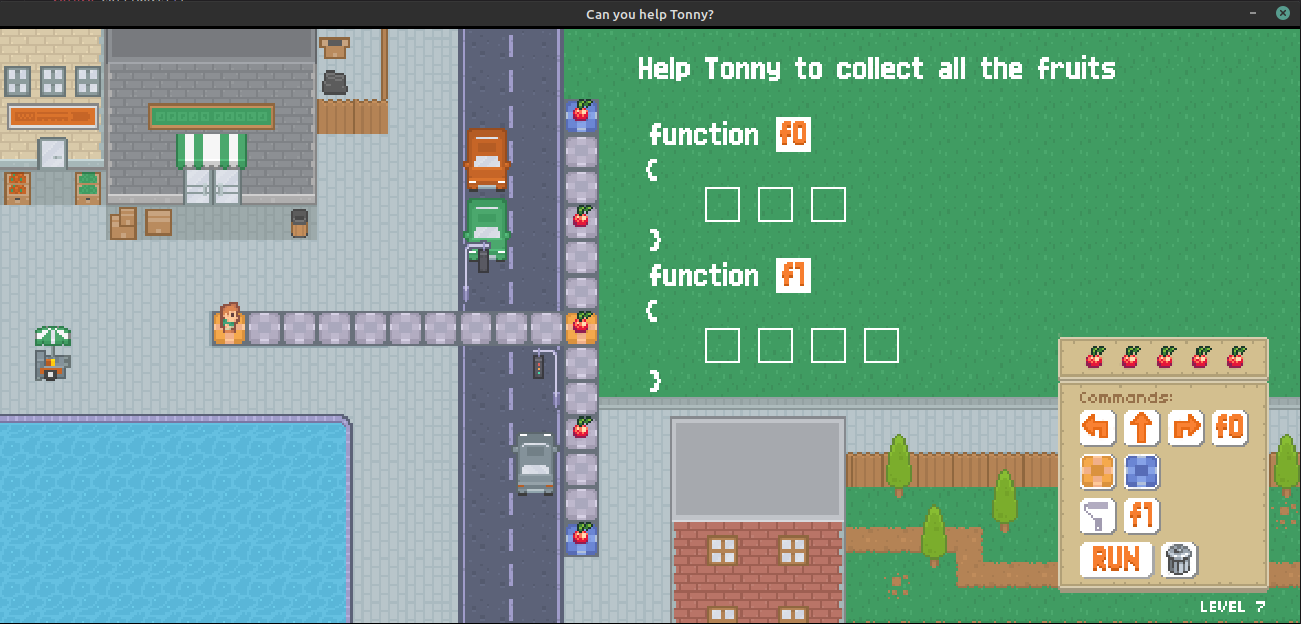 Can you help Tonny?
Help Tonny to collect all the fruits
function f0
{
}
function f1
{
}
Commands:
f0
f1
RUN
LEVEL 7